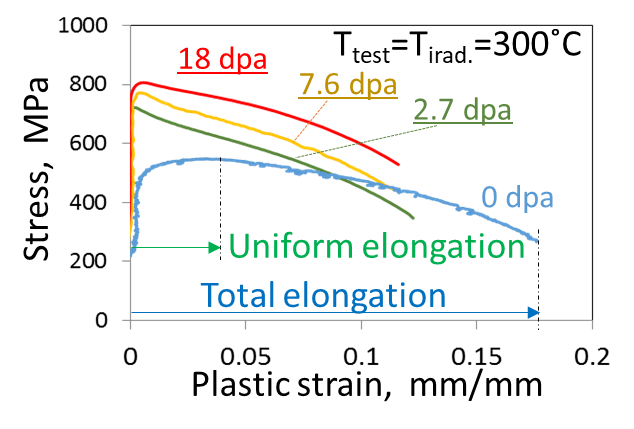 1000
T_test=T_irad.=300˚C
18 dpa
800
7.6 dpa
2.7 dpa
600
400
0 dpa
Uniform elongation
200
Total elongation
0
0 0.05 0.1 0.15 0.2
Stress, MPa
Plastic strain, mm/mm